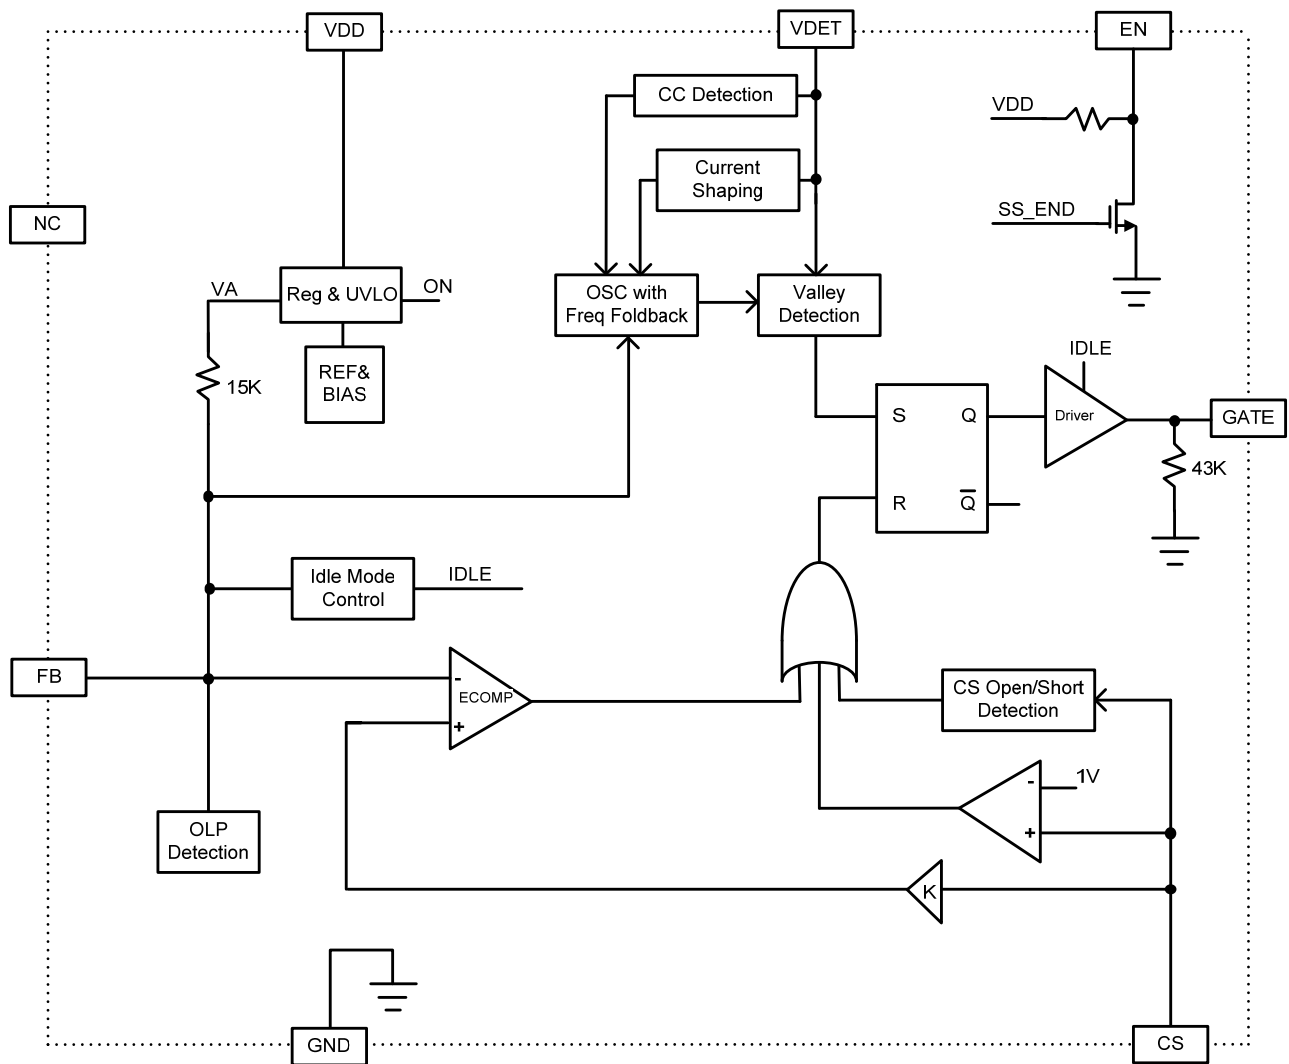 VDD
VDET
EN
CC Detection
VDD
Current
Shaping
SS_END
NC
VA
Reg & UVLO
ON
OSC with
Freq Foldback
Valley
Detection
REF&
BIAS
15K
IDLE
S
Q
Driver
GATE
43K
R
Q
Idle Mode
Control
IDLE
FB
-
ECOMP
+
CS Open/Short
Detection
1V
-
+
OLP
Detection
K
GND
CS